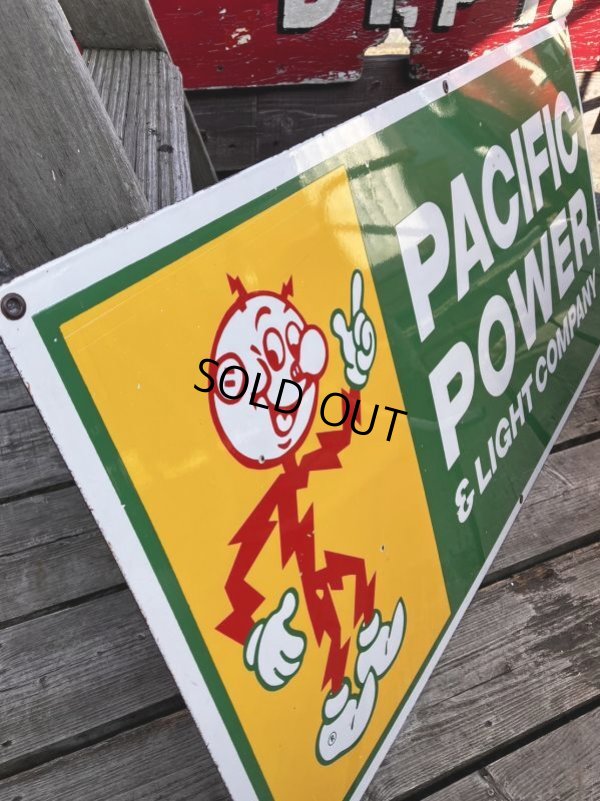 DEPT.
PACIFIC
POWER
& LIGHT COMPANY
SOLD OUT
®